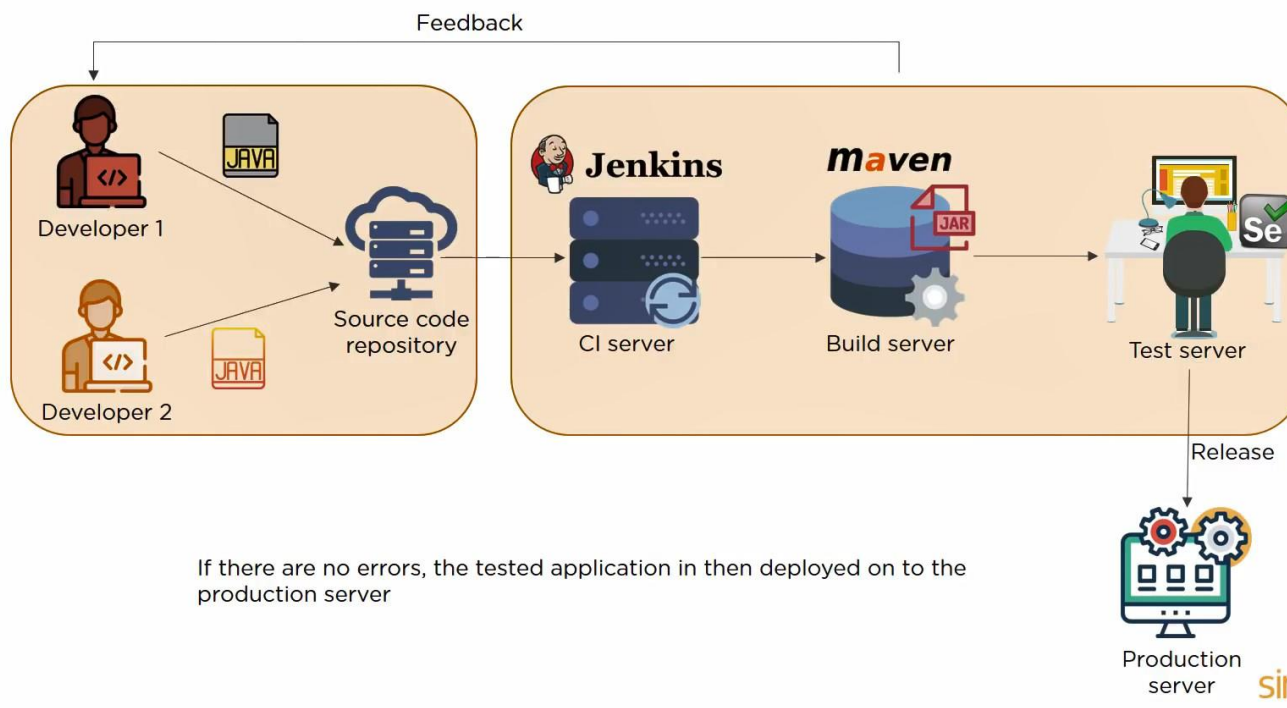 Feedback
JAVA
Jenkins
maven
JAR
Developer 1
Se
Source code
repository
CI server
Build server
Test server
JAVA
Developer 2
Release
If there are no errors, the tested application in then deployed on to the
production server
Production
server